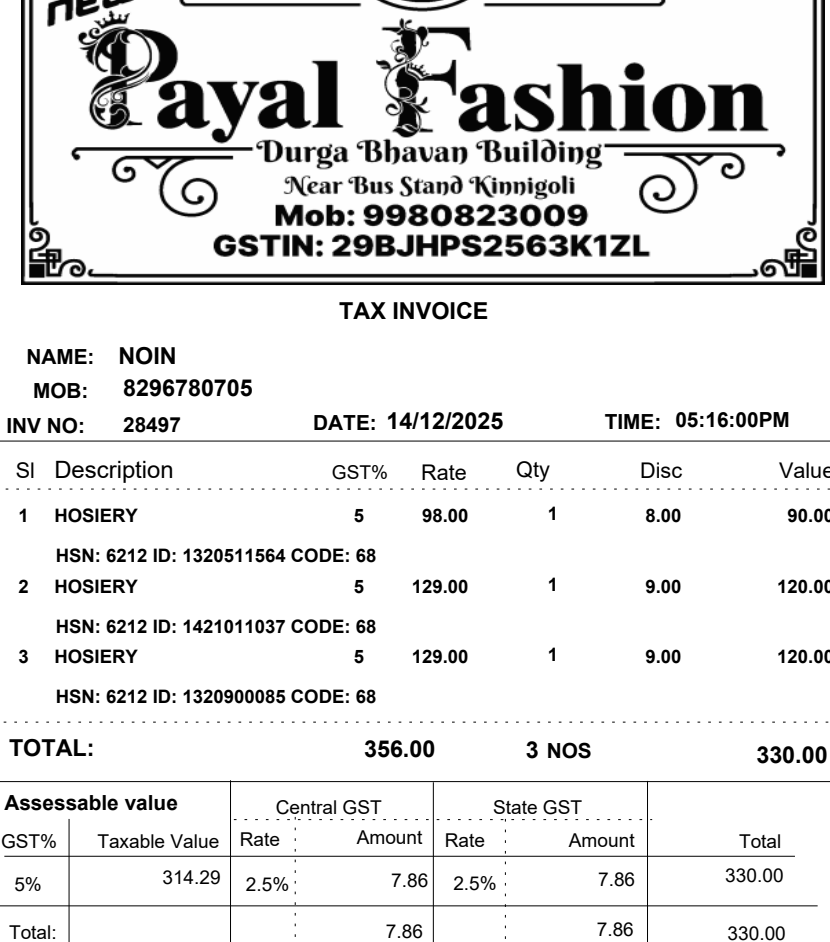 new
Payal Fashion
Durga Bhavan Building
Near Bus Stand Kinnigoli
Mob: 9980823009
GSTIN: 29BJHPS2563K1ZL
TAX INVOICE
NAME: NOIN
MOB: 8296780705
INV NO: 28497 DATE: 14/12/2025 TIME: 05:16:00PM
Sl Description GST% Rate Qty Disc Value
1 HOSIERY 5 98.00 1 8.00 90.00
HSN: 6212 ID: 1320511564 CODE: 68
2 HOSIERY 5 129.00 1 9.00 120.00
HSN: 6212 ID: 1421011037 CODE: 68
3 HOSIERY 5 129.00 1 9.00 120.00
HSN: 6212 ID: 1320900085 CODE: 68
TOTAL: 356.00 3 NOS 330.00
Assessable value Central GST State GST
GST% Taxable Value Rate Amount Rate Amount Total
5% 314.29 2.5% 7.86 2.5% 7.86 330.00
Total: 7.86 7.86 330.00